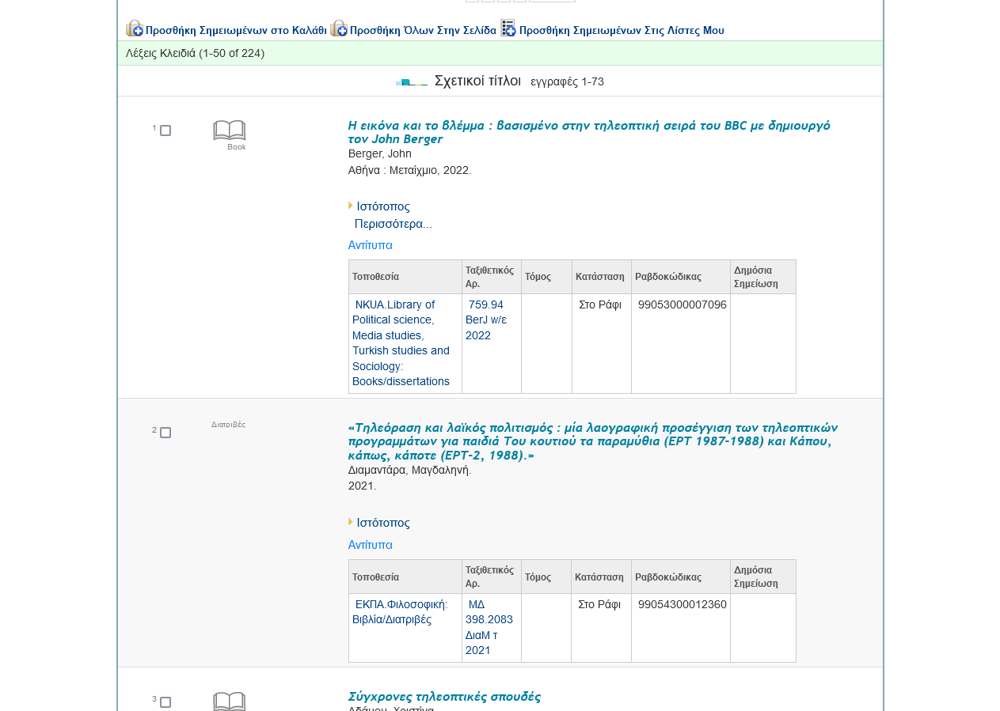 Προσθήκη Σημειωμένων στο Καλάθι Προσθήκη Όλων Στην Σελίδα Προσθήκη Σημειωμένων Στις Λίστες Μου
Λέξεις Κλειδιά (1-50 of 224)
Σχετικοί τίτλοι εγγραφές 1-73
1
Book
Η εικόνα και το βλέμμα : βασισμένο στην τηλεοπτική σειρά του BBC με δημιουργό
τον John Berger
Berger, John
Αθήνα : Μεταίχμιο, 2022.
Ιστότοπος
Περισσότερα...
Αντίτυπα
Τοποθεσία Ταξιθετικός Αρ. Τόμος Κατάσταση Ραβδοκώδικας Δημόσια Σημείωση
NKUA.Library of 759.94 Στο Ράφι 99053000007096
Political science, BerJ w/ε
Media studies, 2022
Turkish studies and
Sociology:
Books/dissertations
2
Διατριβές
«Τηλεόραση και λαϊκός πολιτισμός : μία λαογραφική προσέγγιση των τηλεοπτικών
προγραμμάτων για παιδιά Του κουτιού τα παραμύθια (ΕΡΤ 1987-1988) και Κάπου,
κάπως, κάποτε (ΕΡΤ-2, 1988).»
Διαμαντάρα, Μαγδαληνή.
2021.
Ιστότοπος
Αντίτυπα
Τοποθεσία Ταξιθετικός Αρ. Τόμος Κατάσταση Ραβδοκώδικας Δημόσια Σημείωση
ΕΚΠΑ.Φιλοσοφική: ΜΔ Στο Ράφι 99054300012360
Βιβλία/Διατριβές 398.2083
ΔιαΜ τ
2021
3
Σύγχρονες τηλεοπτικές σπουδές
Αδάμου, Χριστίνα